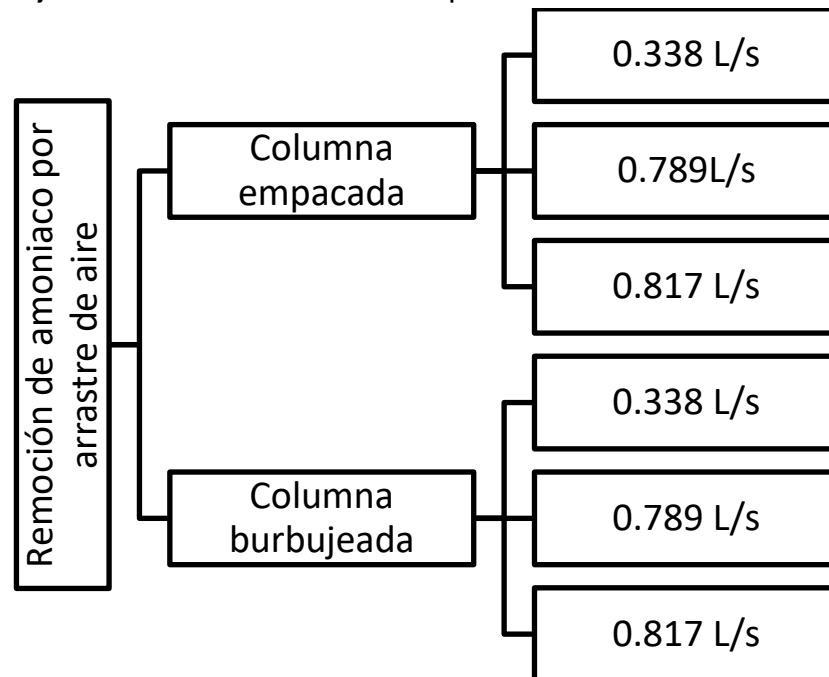 Remoción de amoniaco por
arrastre de aire
Columna
empacada
0.338 L/s
0.789L/s
0.817 L/s
Columna
burbujeada
0.338 L/s
0.789 L/s
0.817 L/s